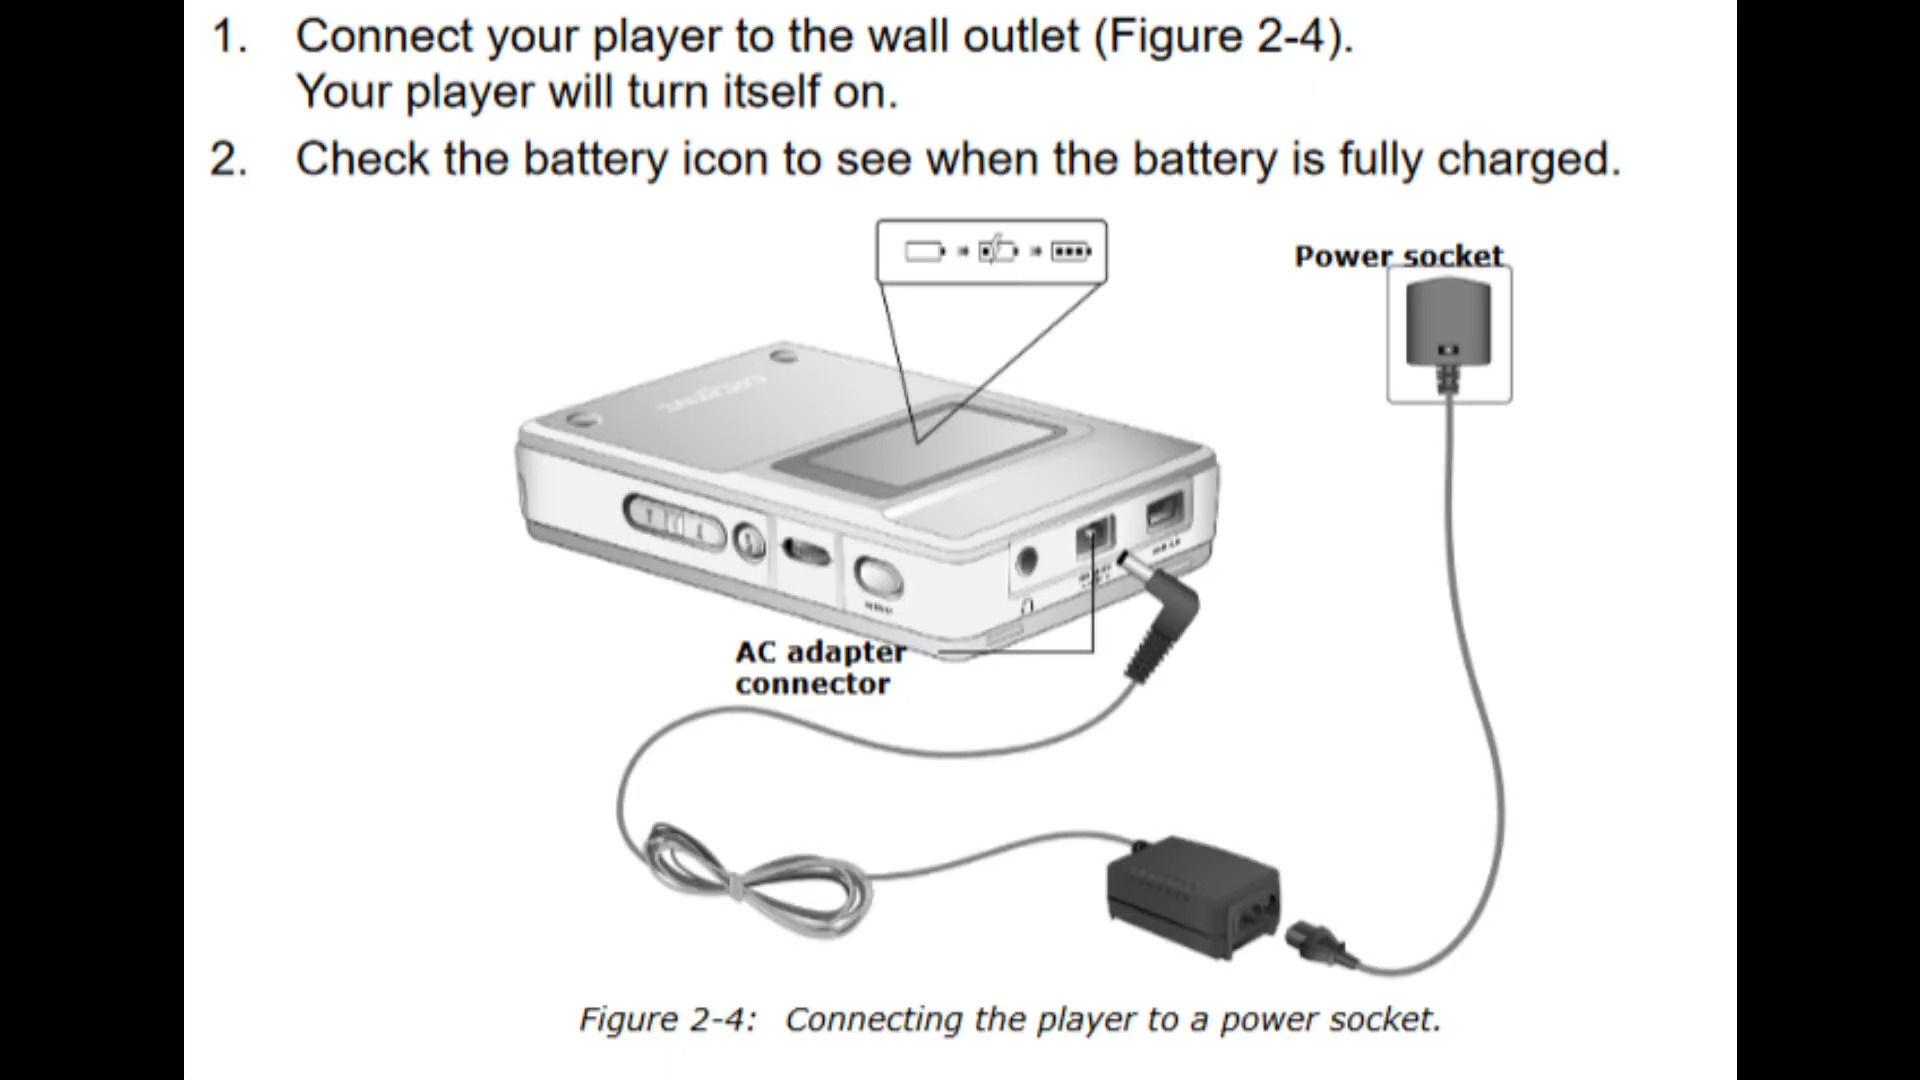 1. Connect your player to the wall outlet (Figure 2-4).
Your player will turn itself on.
2. Check the battery icon to see when the battery is fully charged.
Power socket
AC adapter
connector
Figure 2-4: Connecting the player to a power socket.